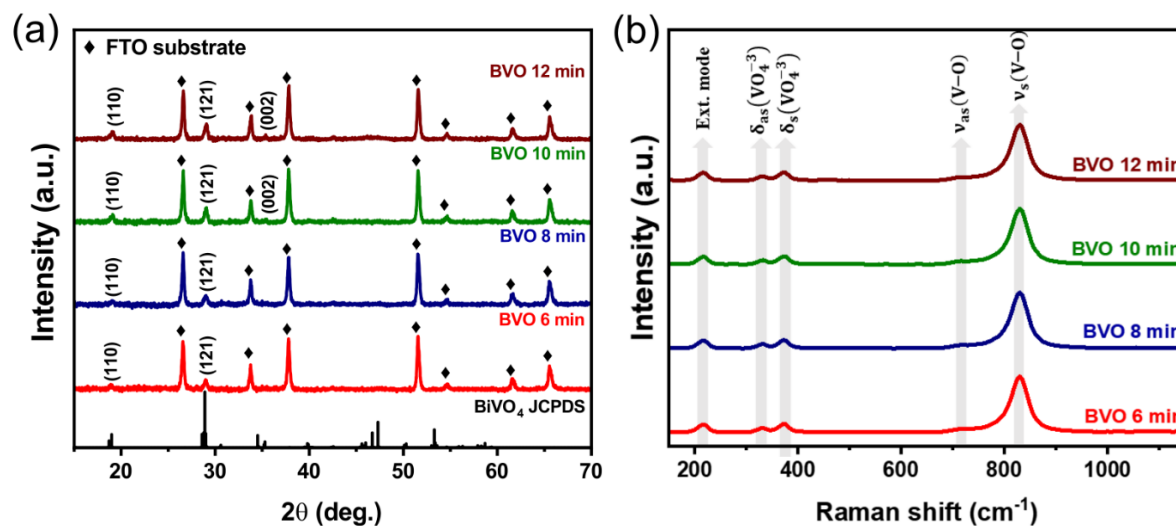 (a)
◆ FTO substrate
BVO 12 min
(110)
(121)
(002)
BVO 10 min
(110)
(121)
(002)
BVO 8 min
(110)
(121)
BVO 6 min
(110)
(121)
BiVO₄ JCPDS
Intensity (a.u.)
20 30 40 50 60 70
2θ (deg.)
(b)
Ext. mode
δas(VO₄⁻³)
δs(VO₄⁻³)
νas(V−O)
νs(V−O)
BVO 12 min
BVO 10 min
BVO 8 min
BVO 6 min
Intensity (a.u.)
200 400 600 800 1000
Raman shift (cm⁻¹)